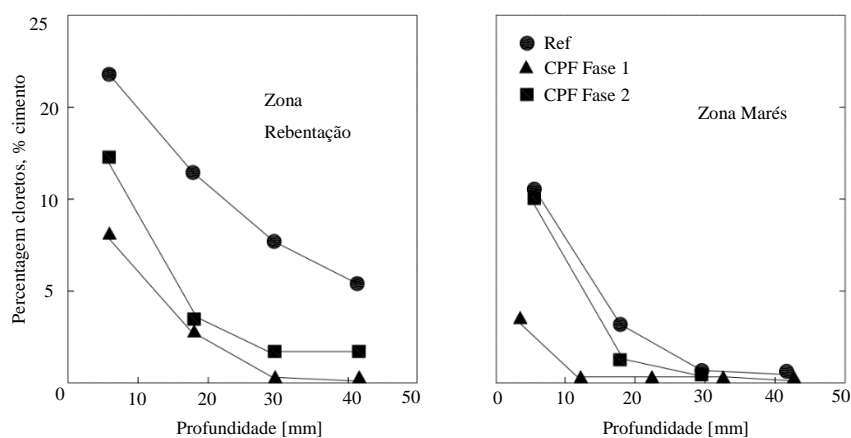 25
20
10
5
0
10
20
30
40
50
Percentagem cloretos, % cimento
Profundidade [mm]
Zona
Rebentação
Ref
CPF Fase 1
CPF Fase 2
Zona Marés
0
10
20
30
40
50
Profundidade [mm]